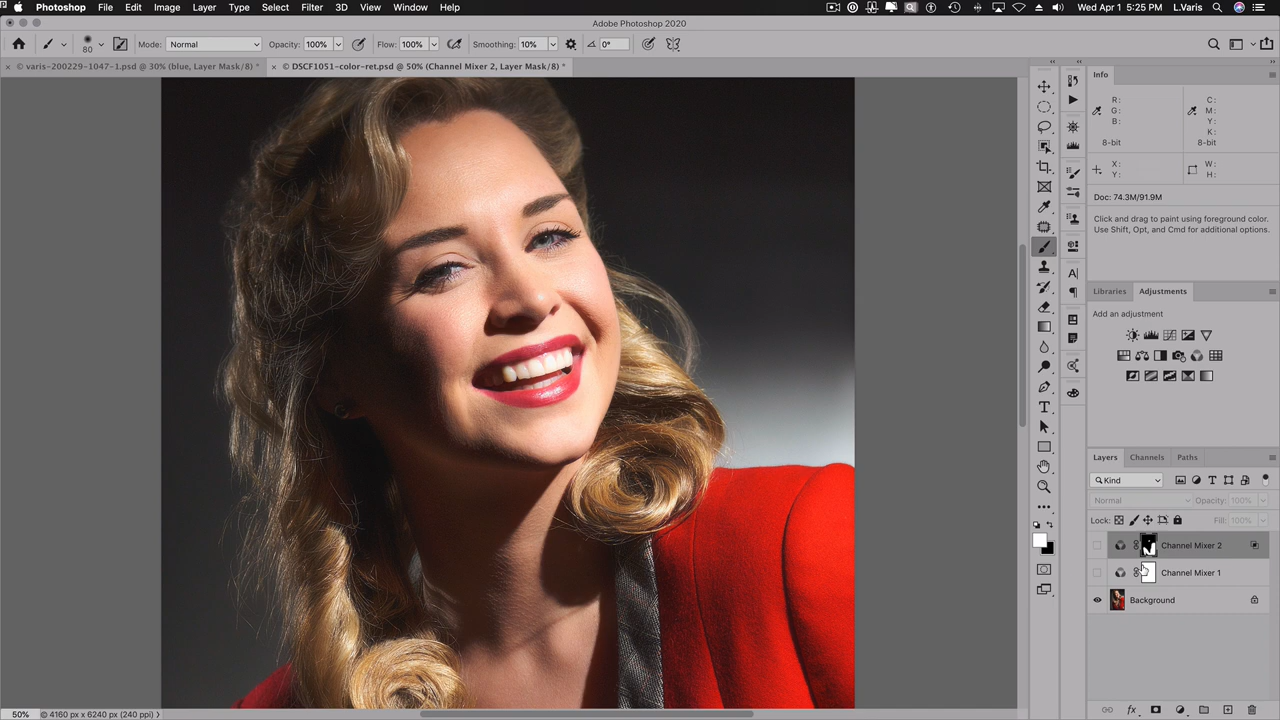 Photoshop File Edit Image Layer Type Select Filter 3D View Window Help Wed Apr 1 5:25 PM L.Varis
Adobe Photoshop 2020
80 Mode: Normal Opacity: 100% Flow: 100% Smoothing: 10% 0°
× © varis-200229-1047-1.psd @ 30% (blue, Layer Mask/8) * × © DSCF1051-color-ret.psd @ 50% (Channel Mixer 2, Layer Mask/8) *
Info
R: C:
G: M:
B: Y:
K:
8-bit 8-bit
X: W:
Y: H:
Doc: 74.3M/91.9M
Click and drag to paint using foreground color.
Use Shift, Opt, and Cmd for additional options.
Libraries Adjustments
Add an adjustment
Layers Channels Paths
Kind
Normal Opacity: 100%
Lock: Fill: 100%
Channel Mixer 2
Channel Mixer 1
Background
50% © 4160 px x 6240 px (240 ppi)